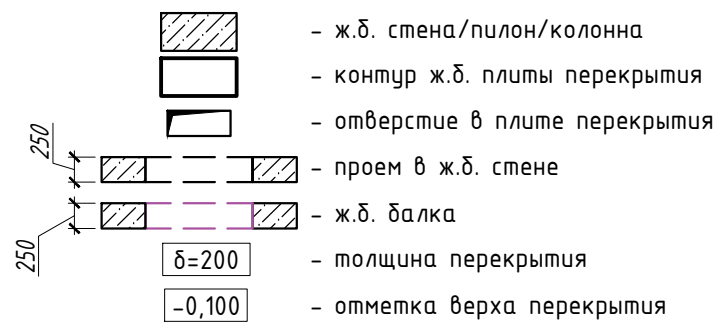 – ж.б. стена/пилон/колонна
– контур ж.б. плиты перекрытия
– отверстие в плите перекрытия
250 – проем в ж.б. стене
250 – ж.б. балка
δ=200 – толщина перекрытия
-0,100 – отметка верха перекрытия